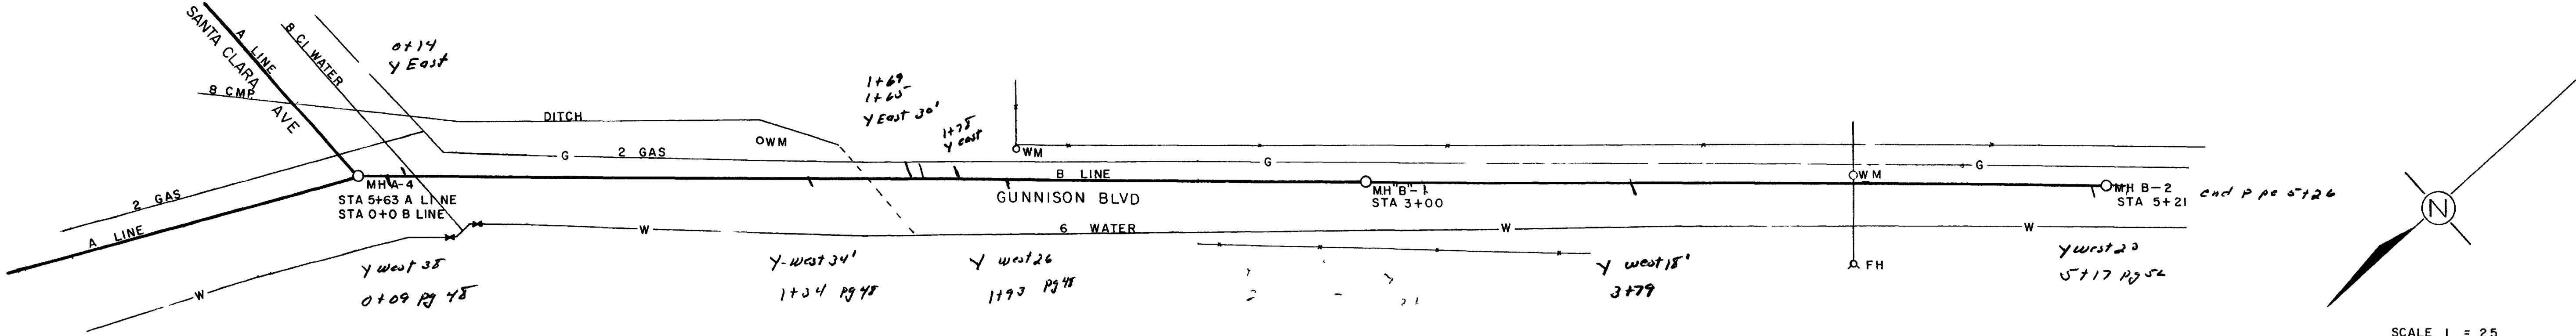 SANTA CLARA AVE
A LINE
8 CI WATER
8 CMP
0+14
Y East
DITCH
1+69
1+65
Y East 30'
1+78
Y east
O WM
G
2 GAS
WM
G
G
B LINE
WM
2 GAS
A LINE
MH A-4
STA 5+63 A LINE
STA 0+0 B LINE
GUNNISON BLVD
MH "B"-1
STA 3+00
MH B-2
STA 5+21
end pipe 5+26
W
W
6 WATER
W
W
FH
Y west 38
0+09 pg 48
Y-west 34'
1+34 pg 48
Y west 26
1+93 pg 48
Y west 18'
3+79
Y west 23
5+17 pg 52
N
SCALE 1 = 25